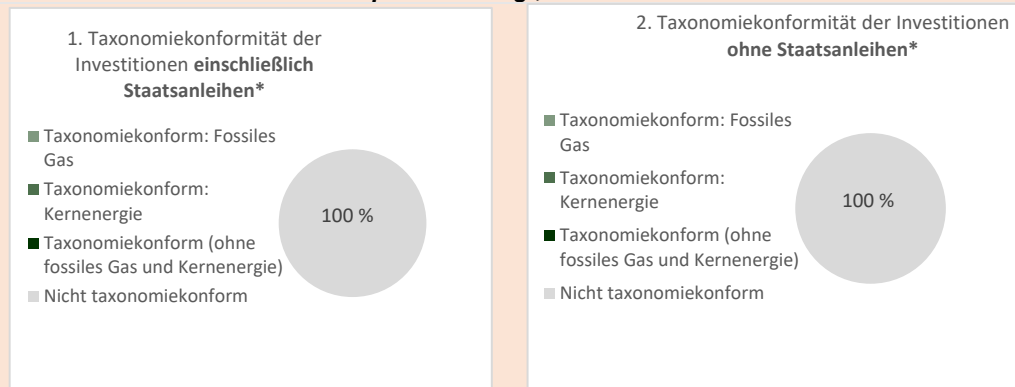 1. Taxonomiekonformität der
Investitionen einschließlich
Staatsanleihen*
Taxonomiekonform: Fossiles
Gas
Taxonomiekonform:
Kernenergie
Taxonomiekonform (ohne
fossiles Gas und Kernenergie)
Nicht taxonomiekonform
100 %
2. Taxonomiekonformität der Investitionen
ohne Staatsanleihen*
Taxonomiekonform: Fossiles
Gas
Taxonomiekonform:
Kernenergie
Taxonomiekonform (ohne
fossiles Gas und Kernenergie)
Nicht taxonomiekonform
100 %